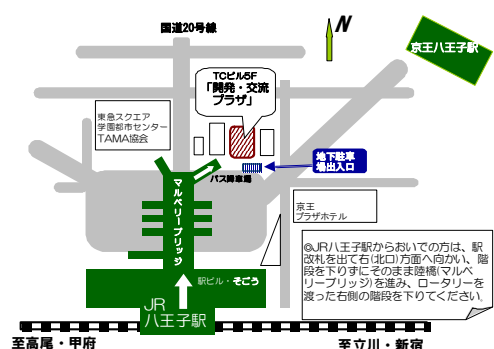 国道20号線
N
京王八王子駅
TCビル5F
「開発・交流
プラザ」
東急スクエア
学園都市センター
TAMA協会
地下駐車
場出入口
バス降車場
マルベリーブリッジ
京王
プラザホテル
◎JR八王子駅からおいでの方は、駅
改札を出て右(北口)方面へ向かい、階
段を下りずにそのまま陸橋(マルベ
リーブリッジ)を進み、ロータリーを
渡った右側の階段を下りてください。
駅ビル・そごう
JR
八王子駅
至高尾・甲府
至立川・新宿